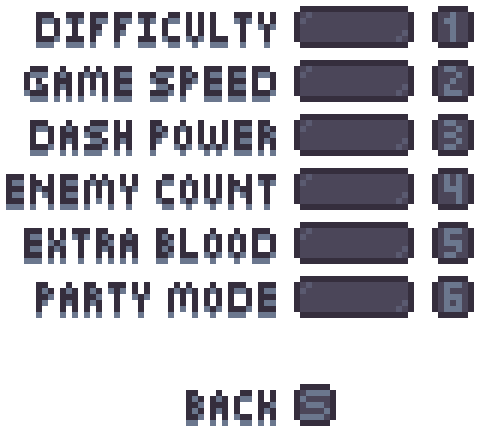 DIFFICULTY 1
GAME SPEED 2
DASH POWER 3
ENEMY COUNT 4
EXTRA BLOOD 5
PARTY MODE 6
BACK S